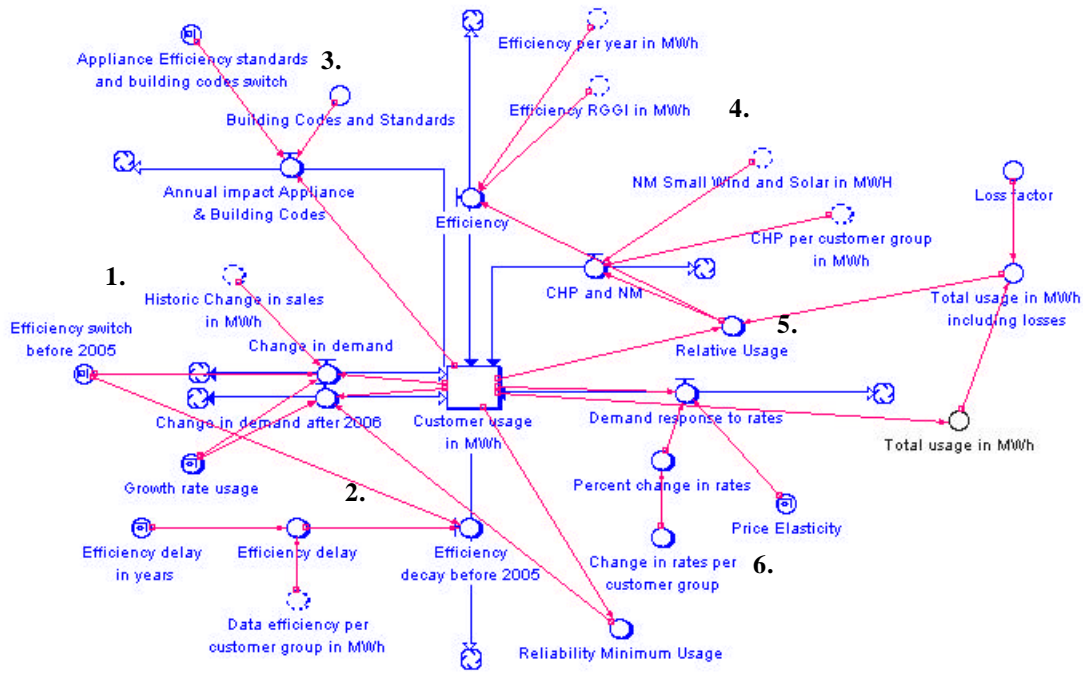 Appliance Efficiency standards
and building codes switch
3.
Building Codes and Standards
Efficiency per year in MWh
Efficiency RGGI in MWh
4.
Annual impact Appliance
& Building Codes
Efficiency
NM Small Wind and Solar in MWH
CHP per customer group
in MWh
Loss factor
CHP and NM
Total usage in MWh
including losses
1.
Historic Change in sales
in MWh
Efficiency switch
before 2005
Change in demand
5.
Relative Usage
Change in demand after 2006
Customer usage
in MWh
Demand response to rates
Total usage in MWh
Growth rate usage
2.
Percent change in rates
Price Elasticity
Efficiency delay
in years
Efficiency delay
Efficiency
decay before 2005
Change in rates per
customer group
6.
Data efficiency per
customer group in MWh
Reliability Minimum Usage